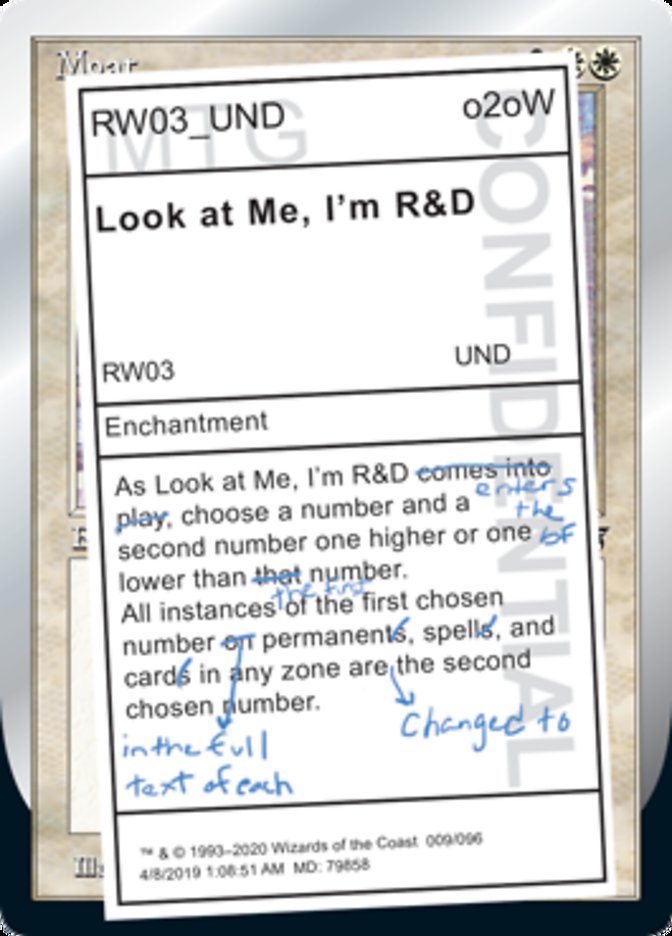 Moat
RW03_UND o2oW
MTG
CONFIDENTIAL
Look at Me, I'm R&D
RW03 UND
Enchantment
As Look at Me, I'm R&D comes into
enters
play, choose a number and a
the
second number one higher or one
bf
lower than that number.
the first
All instances of the first chosen
number on permanents, spells, and
cards in any zone are the second
chosen number.
Changed to
in the full
text of each
™ & © 1993–2020 Wizards of the Coast 009/096
4/8/2019 1:08:51 AM MD: 79858